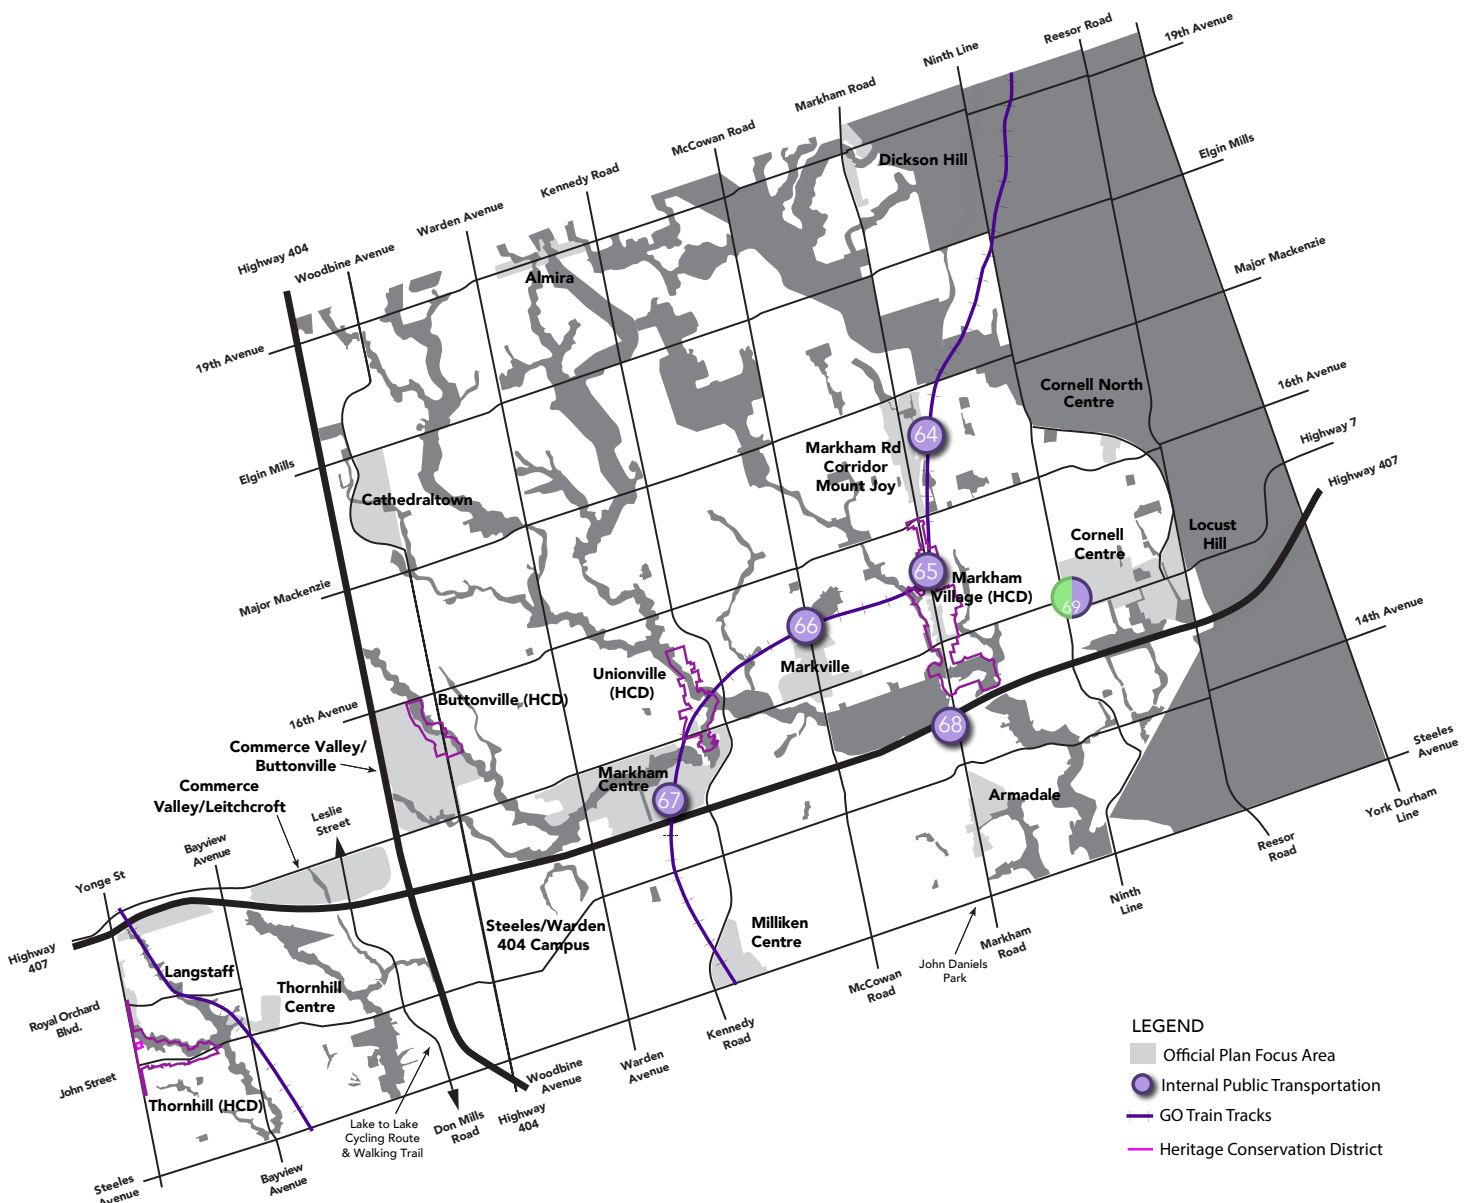 Reesor Road
19th Avenue
Ninth Line
Markham Road
McCowan Road
Kennedy Road
Warden Avenue
Highway 404
Woodbine Avenue
Elgin Mills
Major Mackenzie
16th Avenue
Highway 7
Highway 407
14th Avenue
Steeles
Avenue
York Durham
Line
Reesor
Road
Ninth
Line
Markham
Road
John Daniels
Park
McCowan
Road
Kennedy
Road
Warden
Avenue
Woodbine
Avenue
Highway
404
Don Mills
Road
Lake to Lake
Cycling Route
& Walking Trail
Bayview
Avenue
Steeles
Avenue
John Street
Royal Orchard
Blvd.
Highway
407
Yonge St
Bayview
Avenue
Leslie
Street
Commerce
Valley/Leitchcroft
Commerce Valley/
Buttonville
16th Avenue
Major Mackenzie
Elgin Mills
19th Avenue
Dickson Hill
Almira
Cathedraltown
Cornell North
Centre
Markham Rd
Corridor
Mount Joy
64
65
66
67
68
69
Cornell
Centre
Locust
Hill
Markham
Village (HCD)
Markville
Unionville
(HCD)
Buttonville (HCD)
Markham
Centre
Armadale
Milliken
Centre
Steeles/Warden
404 Campus
Langstaff
Thornhill
Centre
Thornhill (HCD)
LEGEND
Official Plan Focus Area
Internal Public Transportation
GO Train Tracks
Heritage Conservation District